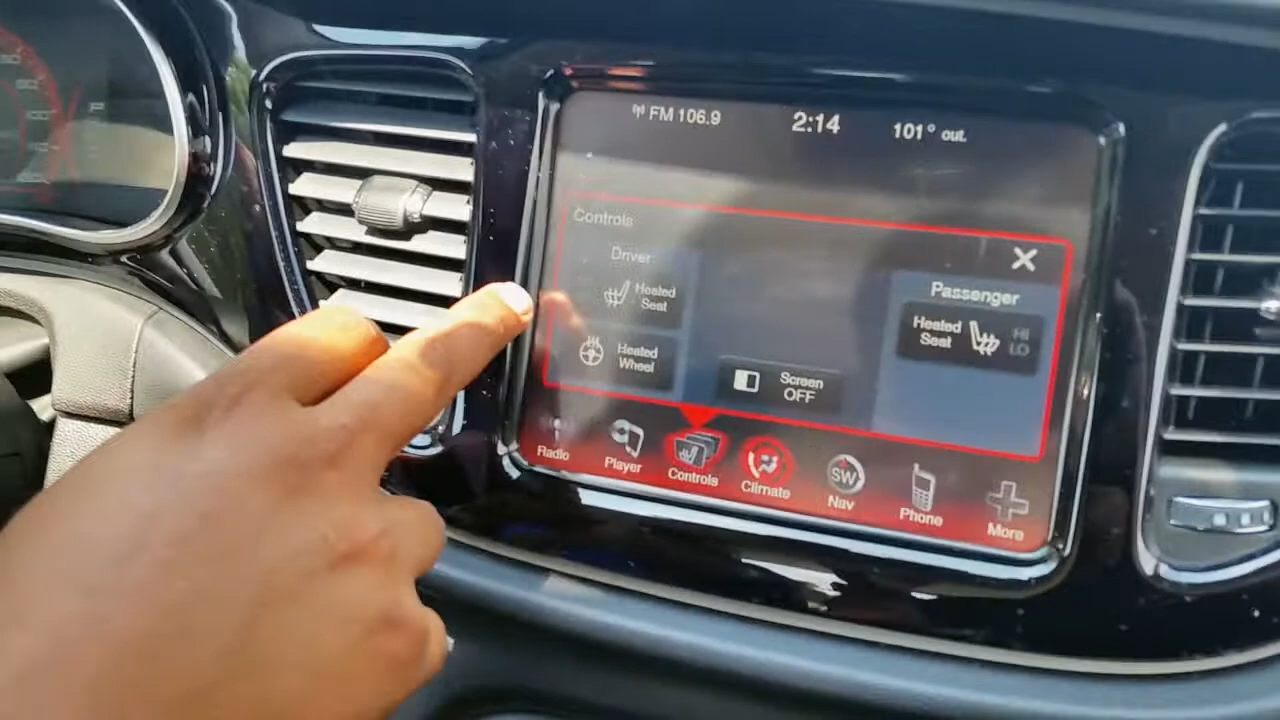 FM 106.9 2:14 101° out.
Controls
Driver
Passenger
Heated
Seat
Heated
Seat
HI
LO
Heated
Wheel
Screen
OFF
Radio
Player
Controls
Climate
SW
Nav
Phone
More
P